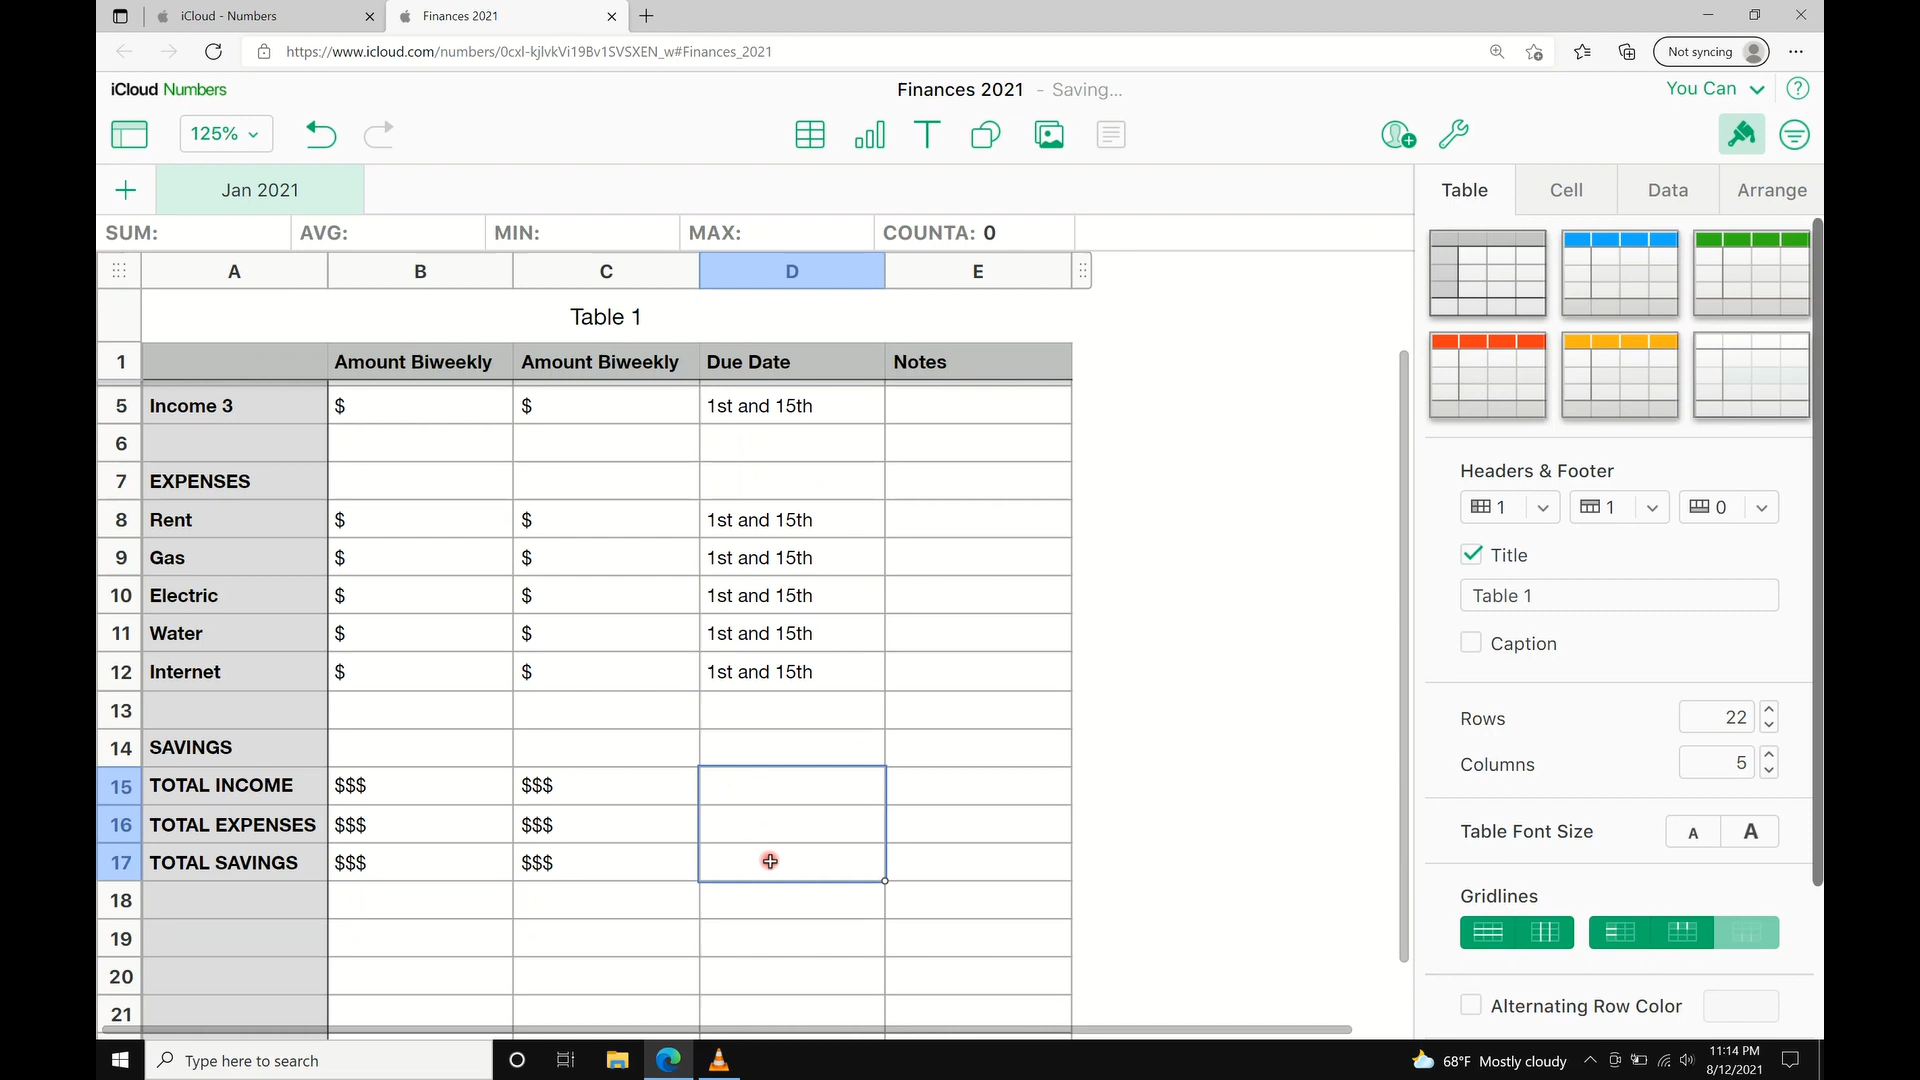 iCloud - Numbers
Finances 2021
https://www.icloud.com/numbers/0cxl-kjlvkVi19Bv1SVSXEN_w#Finances_2021
Not syncing
iCloud Numbers
Finances 2021 - Saving...
You Can
125%
Jan 2021
Table Cell Data Arrange
SUM: AVG: MIN: MAX: COUNTA: 0
A B C D E
Table 1
1 Amount Biweekly Amount Biweekly Due Date Notes
5 Income 3 $ $ 1st and 15th
6
7 EXPENSES
8 Rent $ $ 1st and 15th
9 Gas $ $ 1st and 15th
10 Electric $ $ 1st and 15th
11 Water $ $ 1st and 15th
12 Internet $ $ 1st and 15th
13
14 SAVINGS
15 TOTAL INCOME $$$ $$$
16 TOTAL EXPENSES $$$ $$$
17 TOTAL SAVINGS $$$ $$$
18
19
20
21
Headers & Footer
1 1 0
Title
Table 1
Caption
Rows 22
Columns 5
Table Font Size A A
Gridlines
Alternating Row Color
Type here to search
68°F Mostly cloudy
11:14 PM
8/12/2021